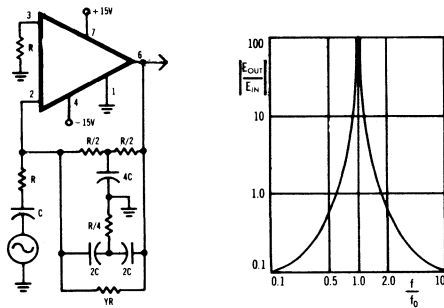 + 15V
3
R
7
6
2
4
1
- 15V
R/2
R/2
R
4C
C
R/4
2C
2C
YR
100
10
1.0
0.1
|E_OUT / E_IN|
0.1
0.5
1.0
2.0
10
f/f_0